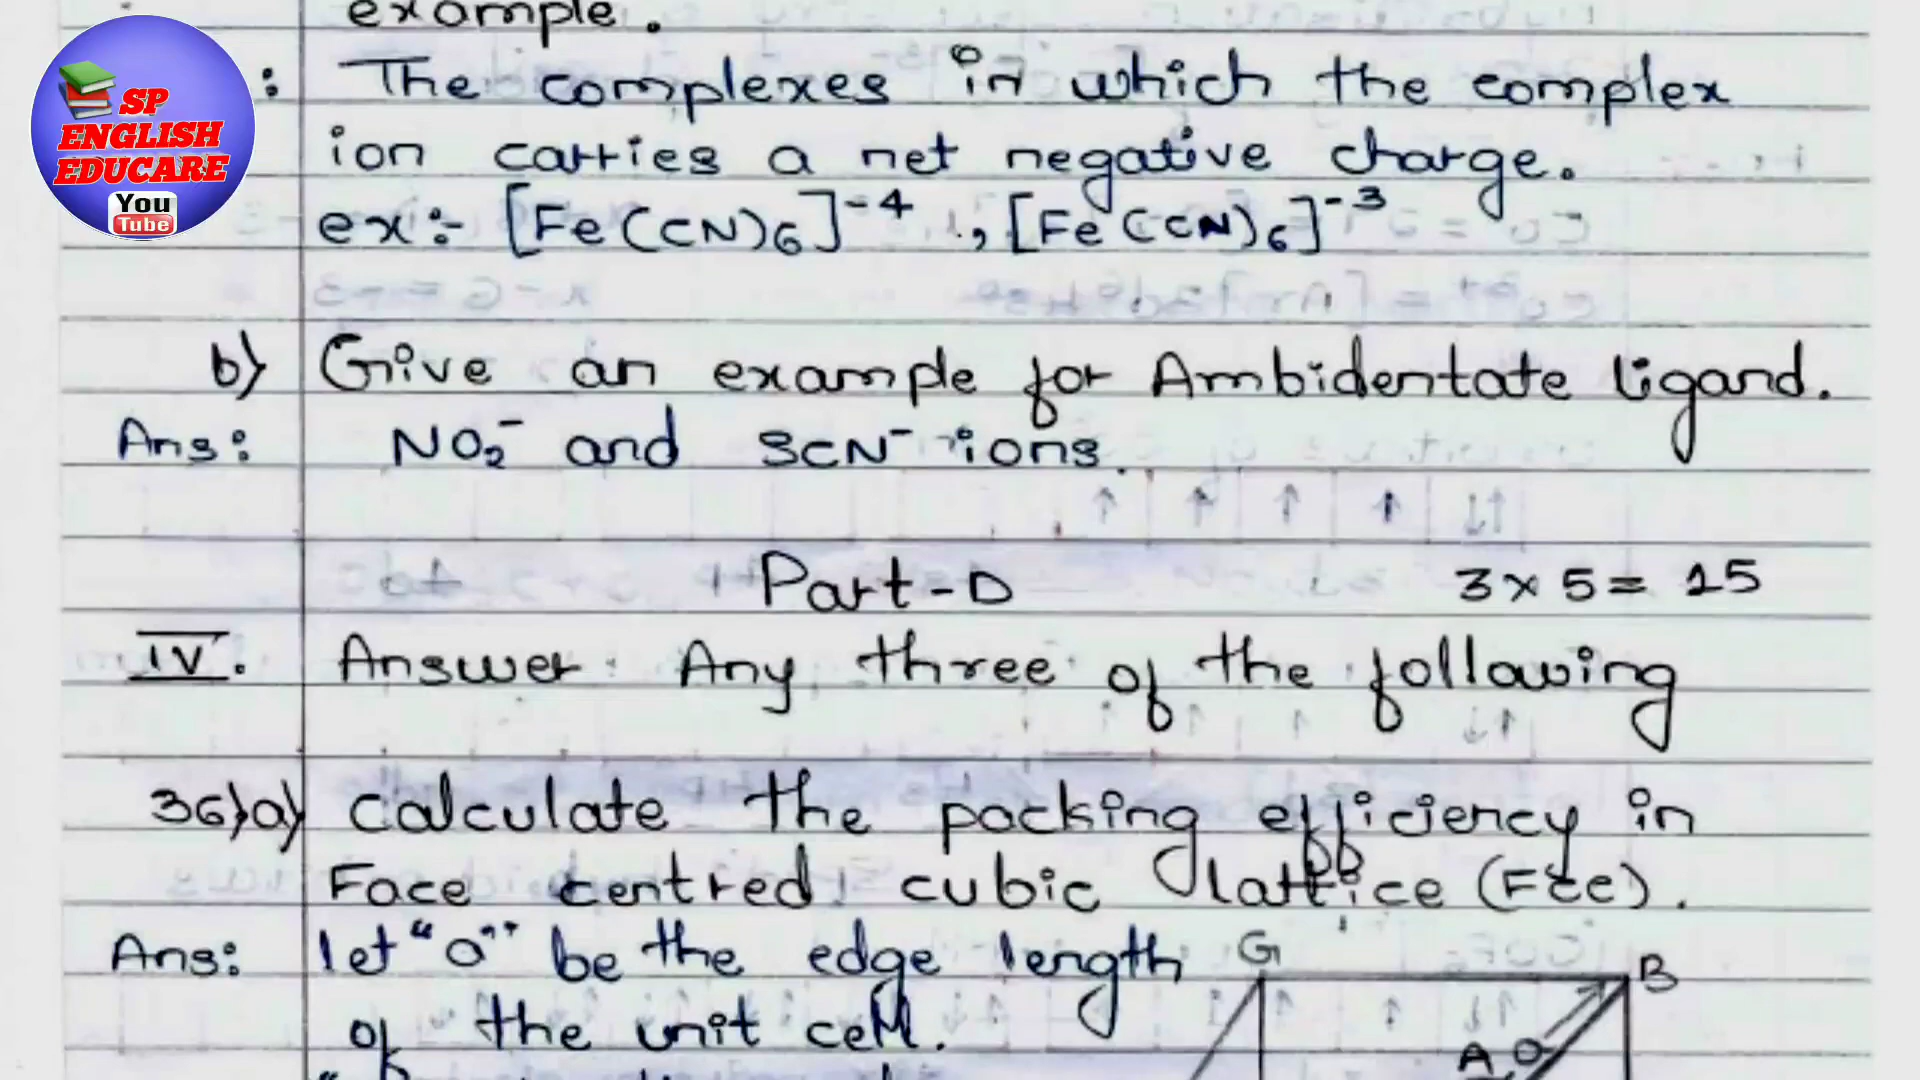 example.
SP
ENGLISH
EDUCARE
You
Tube
: The complexes in which the complex
ion carries a net negative charge.
ex:- [Fe(CN)6]-4 , [Fe(CN)6]-3
b) Give an example for Ambidentate ligand.
Ans: NO2- and SCN- ions.
Part-D 3 x 5 = 15
IV. Answer Any three of the following
36)a) Calculate the packing efficiency in
Face centred cubic lattice (Fcc).
Ans: let "a" be the edge length
of the unit cell.
G B
A